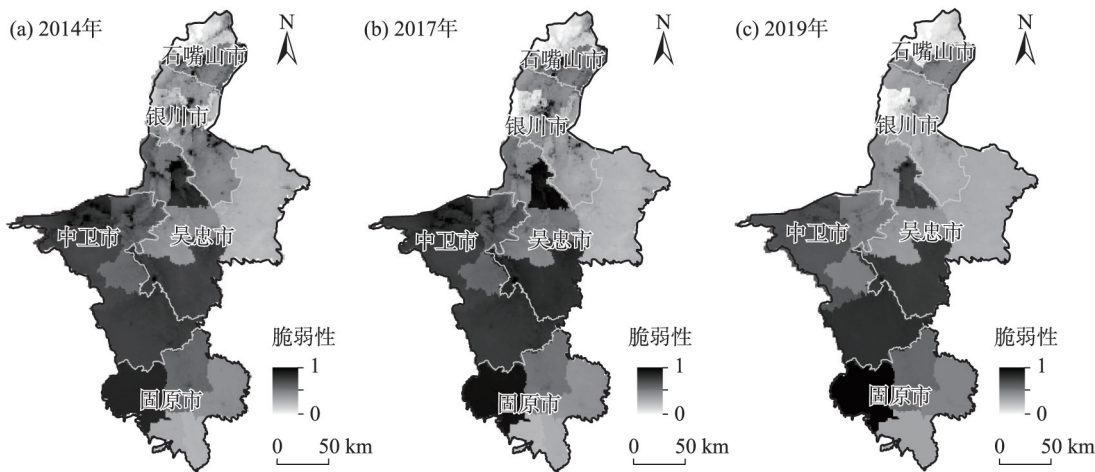 (a) 2014年
N
石嘴山市
银川市
中卫市
吴忠市
固原市
脆弱性
1
0
0 50 km
(b) 2017年
N
石嘴山市
银川市
中卫市
吴忠市
固原市
脆弱性
1
0
0 50 km
(c) 2019年
N
石嘴山市
银川市
中卫市
吴忠市
固原市
脆弱性
1
0
0 50 km